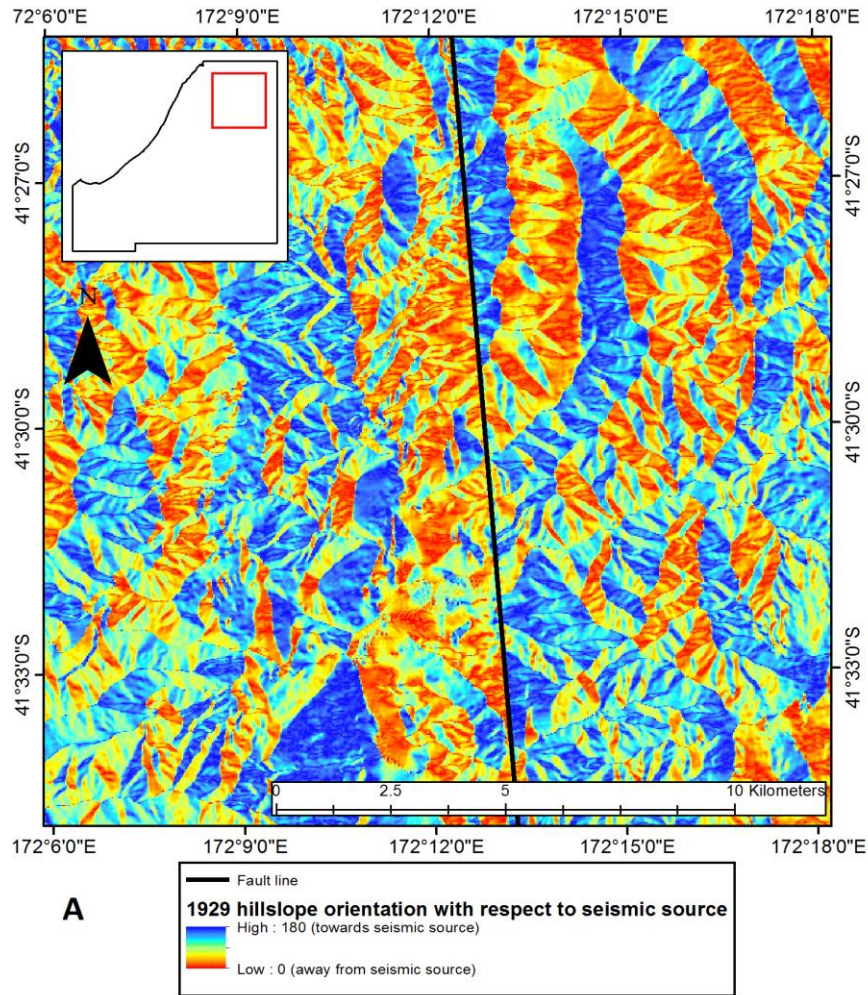 172°6'0"E 172°9'0"E 172°12'0"E 172°15'0"E 172°18'0"E
41°27'0"S 41°27'0"S
N
41°30'0"S 41°30'0"S
41°33'0"S 41°33'0"S
0 2.5 5 10 Kilometers
172°6'0"E 172°9'0"E 172°12'0"E 172°15'0"E 172°18'0"E
A
Fault line
1929 hillslope orientation with respect to seismic source
High : 180 (towards seismic source)
Low : 0 (away from seismic source)